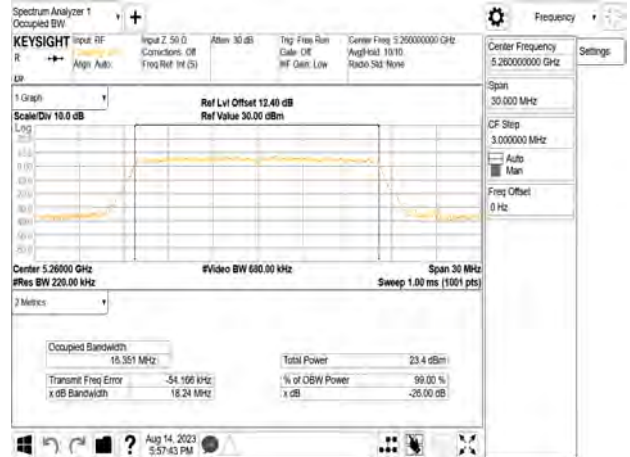 Spectrum Analyzer 1
Occupied BW
Frequency
KEYSIGHT
Input: RF
Input Z: 50 Ω
Atten: 30 dB
Trig: Free Run
Center Freq: 5.260000000 GHz
R
Corrections: Off
Gate: Off
Avg|Hold: 10/10
Align: Auto
Freq Ref: Int (S)
#IF Gain: Low
Radio Std: None
1 Graph
Ref Lvl Offset 12.40 dB
Scale/Div 10.0 dB
Ref Value 30.00 dBm
Log
0.00
Center 5.26000 GHz
#Video BW 680.00 kHz
Span 30 MHz
#Res BW 220.00 kHz
Sweep 1.00 ms (1001 pts)
2 Metrics
Occupied Bandwidth
16.351 MHz
Total Power
23.4 dBm
Transmit Freq Error
-54.166 kHz
% of OBW Power
99.00 %
x dB Bandwidth
18.24 MHz
x dB
-26.00 dB
Center Frequency
5.260000000 GHz
Settings
Span
30.000 MHz
CF Step
3.000000 MHz
Auto
Man
Freq Offset
0 Hz
Aug 14, 2023
5:57:43 PM